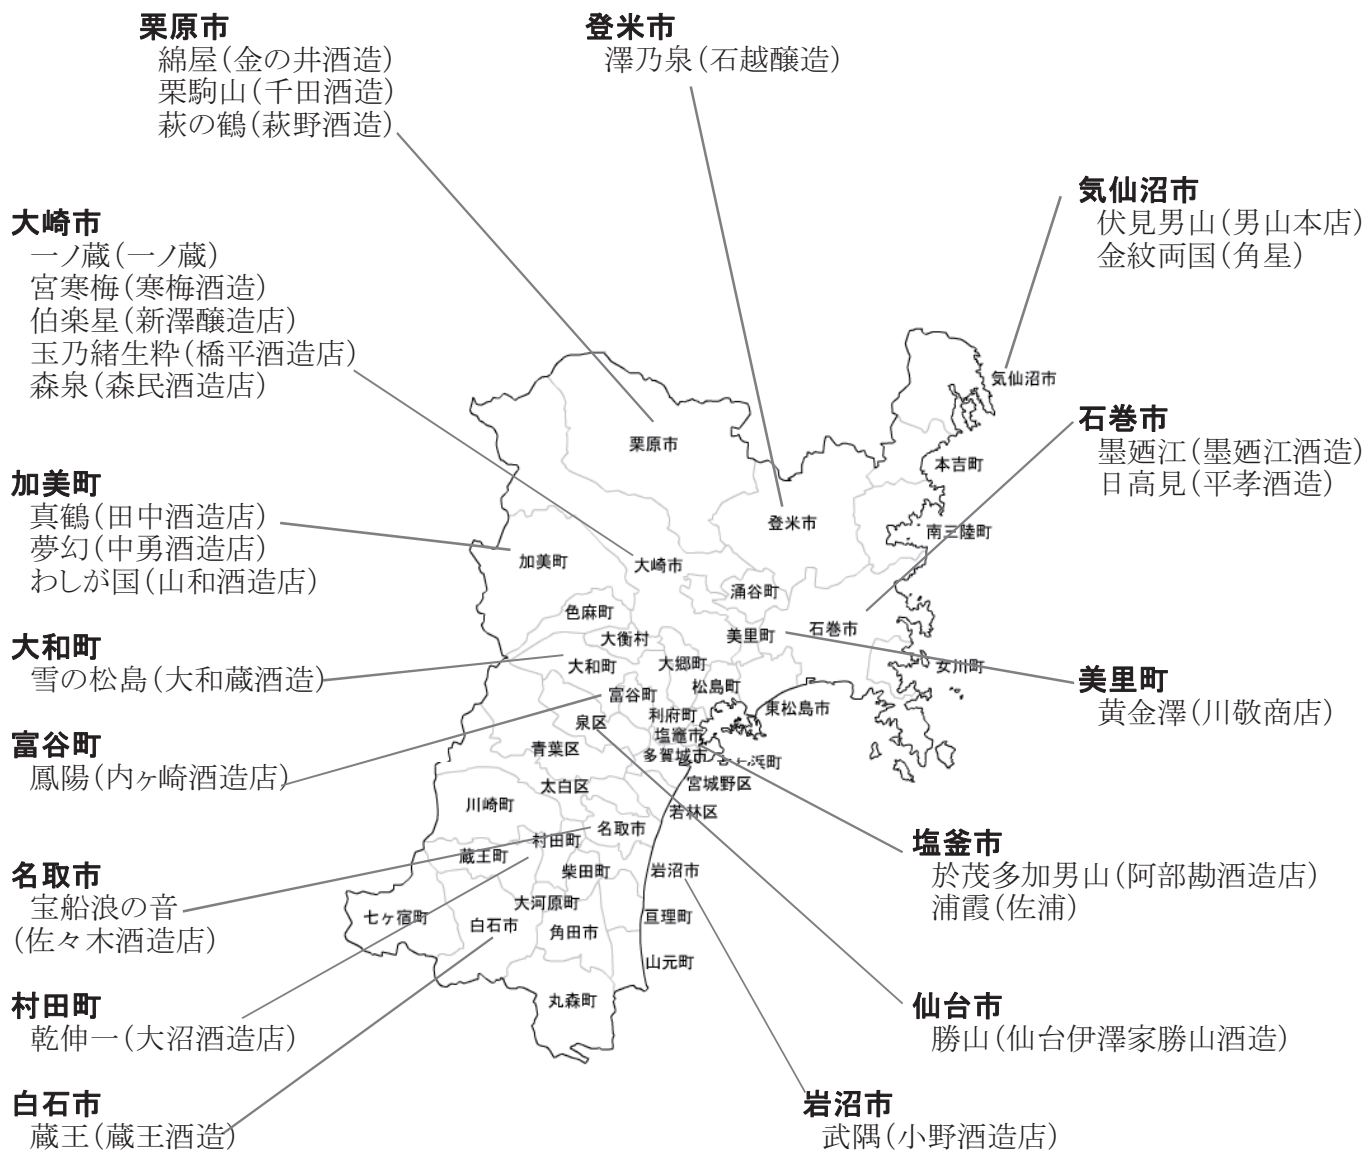 栗原市
綿屋（金の井酒造）
栗駒山（千田酒造）
萩の鶴（萩野酒造）
登米市
澤乃泉（石越醸造）
気仙沼市
伏見男山（男山本店）
金紋両国（角星）
大崎市
一ノ蔵（一ノ蔵）
宮寒梅（寒梅酒造）
伯楽星（新澤醸造店）
玉乃緒生粋（橋平酒造店）
森泉（森民酒造店）
石巻市
墨廼江（墨廼江酒造）
日高見（平孝酒造）
加美町
真鶴（田中酒造店）
夢幻（中勇酒造店）
わしが国（山和酒造店）
大和町
雪の松島（大和蔵酒造）
美里町
黄金澤（川敬商店）
富谷町
鳳陽（内ヶ崎酒造店）
塩釜市
於茂多加男山（阿部勘酒造店）
浦霞（佐浦）
名取市
宝船浪の音
（佐々木酒造店）
村田町
乾伸一（大沼酒造店）
仙台市
勝山（仙台伊澤家勝山酒造）
白石市
蔵王（蔵王酒造）
岩沼市
武隈（小野酒造店）
気仙沼市
栗原市
本吉町
登米市
南三陸町
加美町
大崎市
涌谷町
色麻町
大衡村
美里町
石巻市
大和町
大郷町
女川町
富谷町
松島町
東松島市
泉区
利府町
塩竈市
青葉区
多賀城市
浜町
太白区
宮城野区
川崎町
若林区
名取市
村田町
蔵王町
柴田町
岩沼市
大河原町
七ヶ宿町
白石市
角田市
亘理町
山元町
丸森町